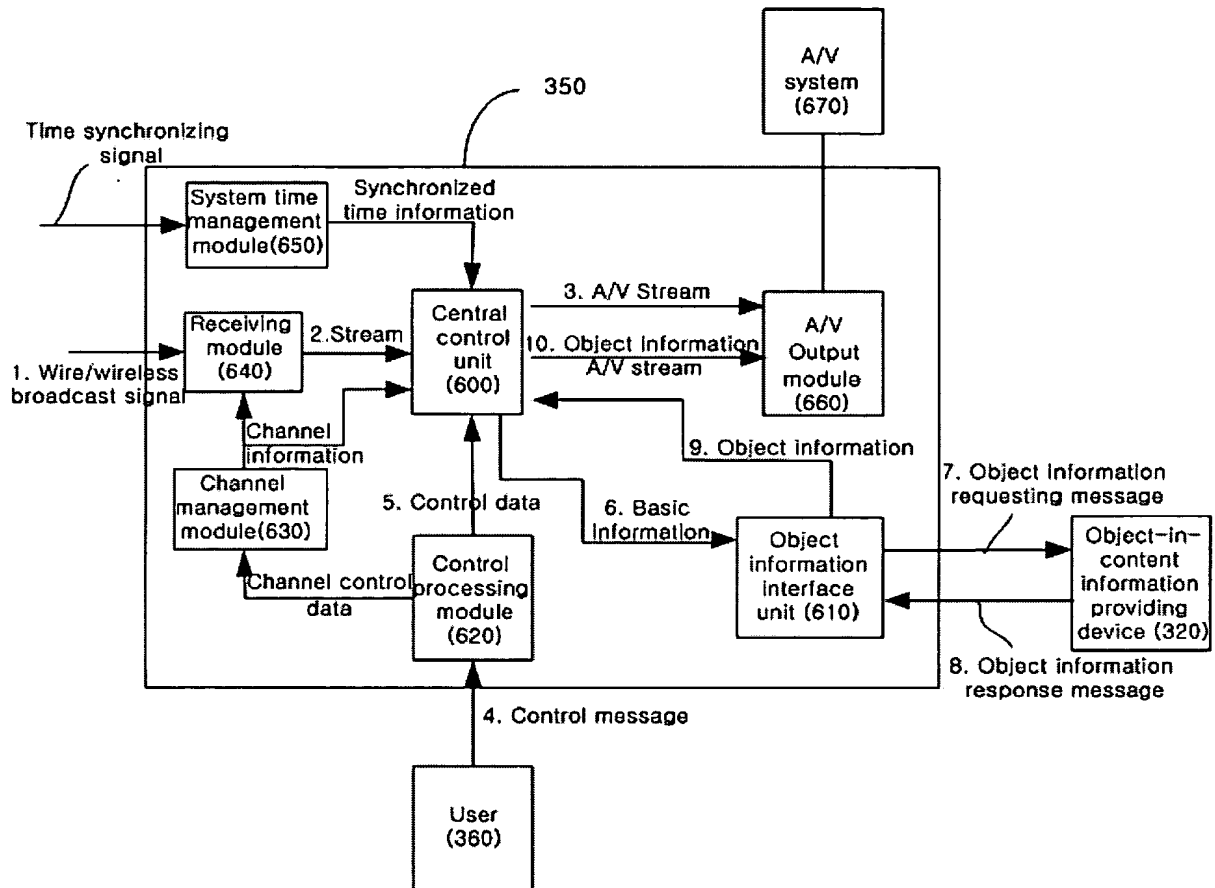 A/V
system
(670)
350
Time synchronizing
signal
System time
management
module(650)
Synchronized
time information
1. Wire/wireless
broadcast signal
Receiving
module
(640)
2.Stream
Central
control
unit
(600)
3. A/V Stream
10. Object Information
A/V stream
A/V
Output
module
(660)
Channel
information
Channel
management
module(630)
5. Control data
9. Object information
6. Basic
Information
7. Object Information
requesting message
Channel control
data
Control
processing
module
(620)
Object
information
interface
unit (610)
Object-in-
content
information
providing
device (320)
8. Object information
response message
4. Control message
User
(360)